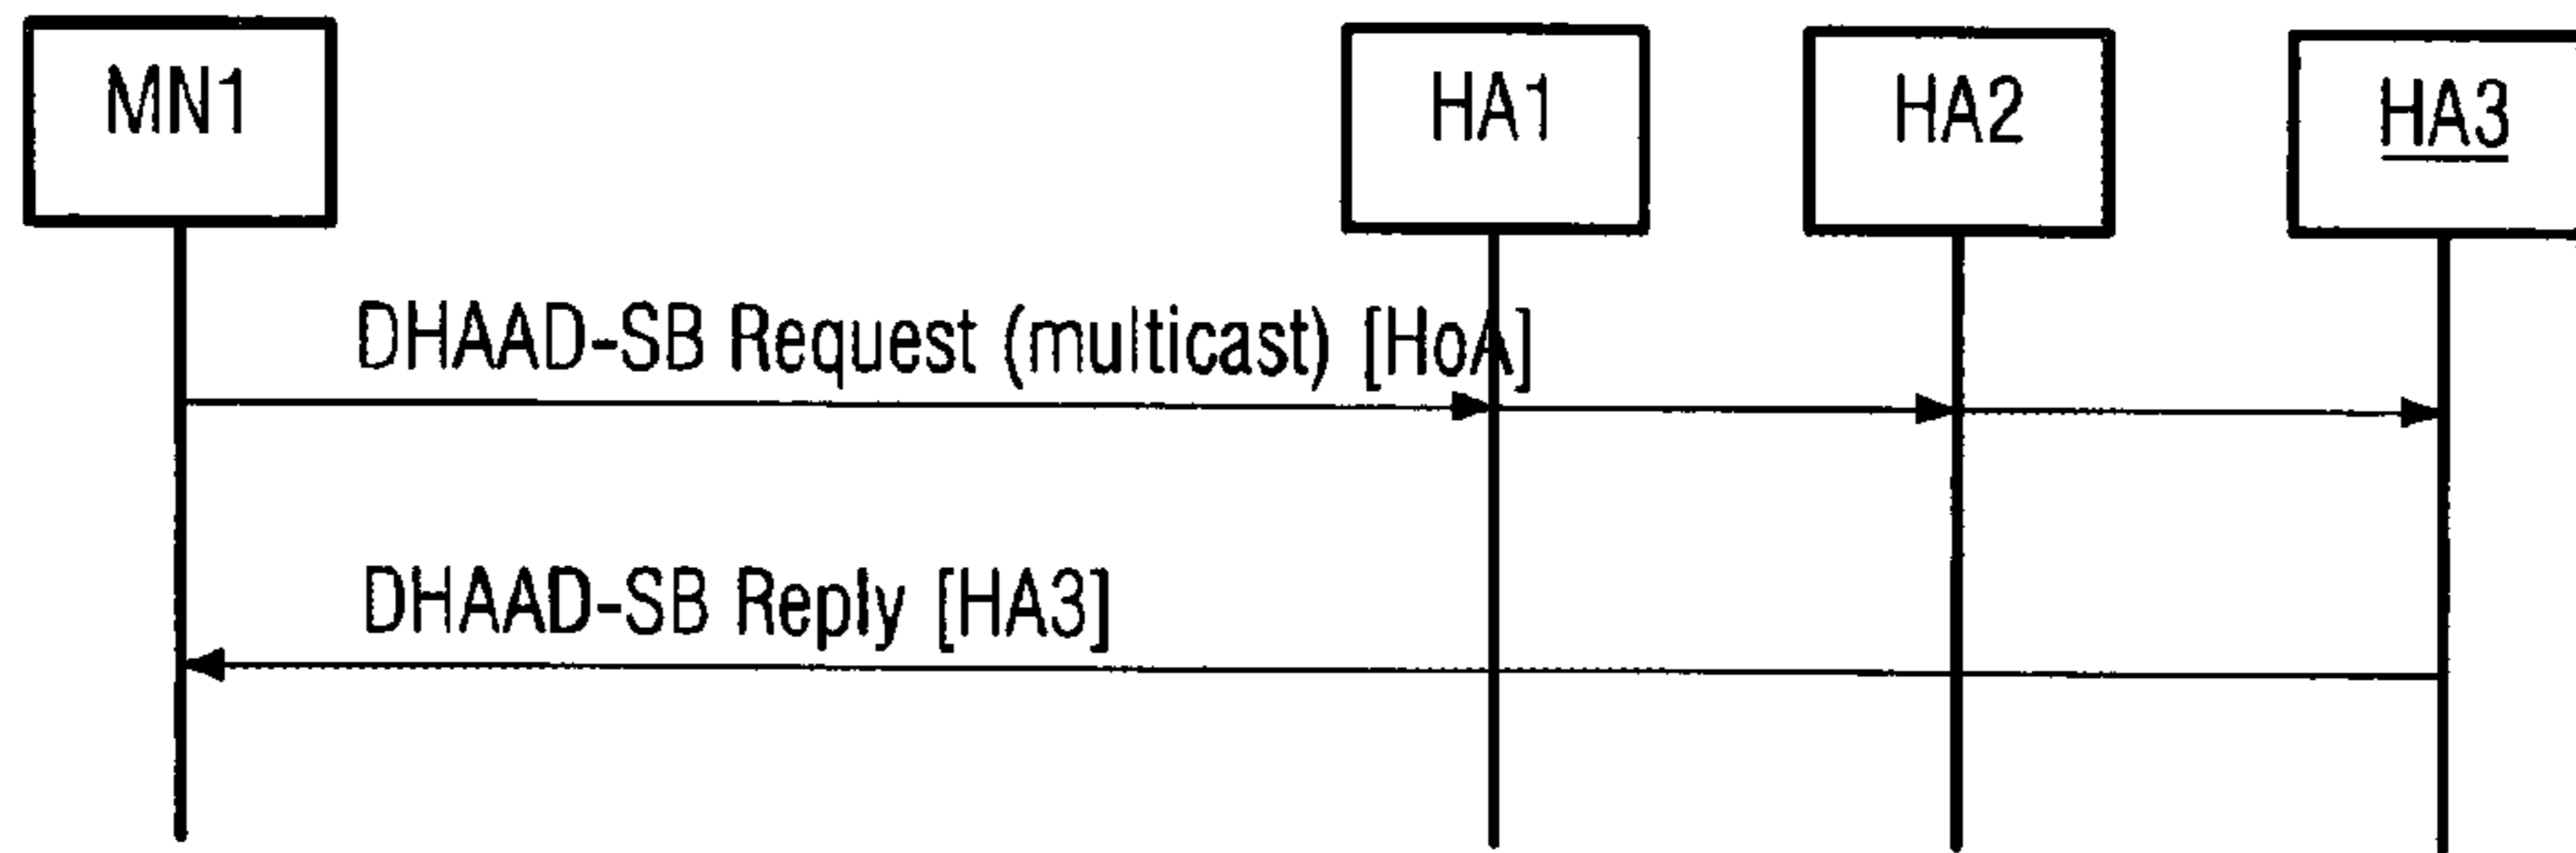 MN1
HA1
HA2
HA3
DHAAD-SB Request (multicast) [HoA]
DHAAD-SB Reply [HA3]